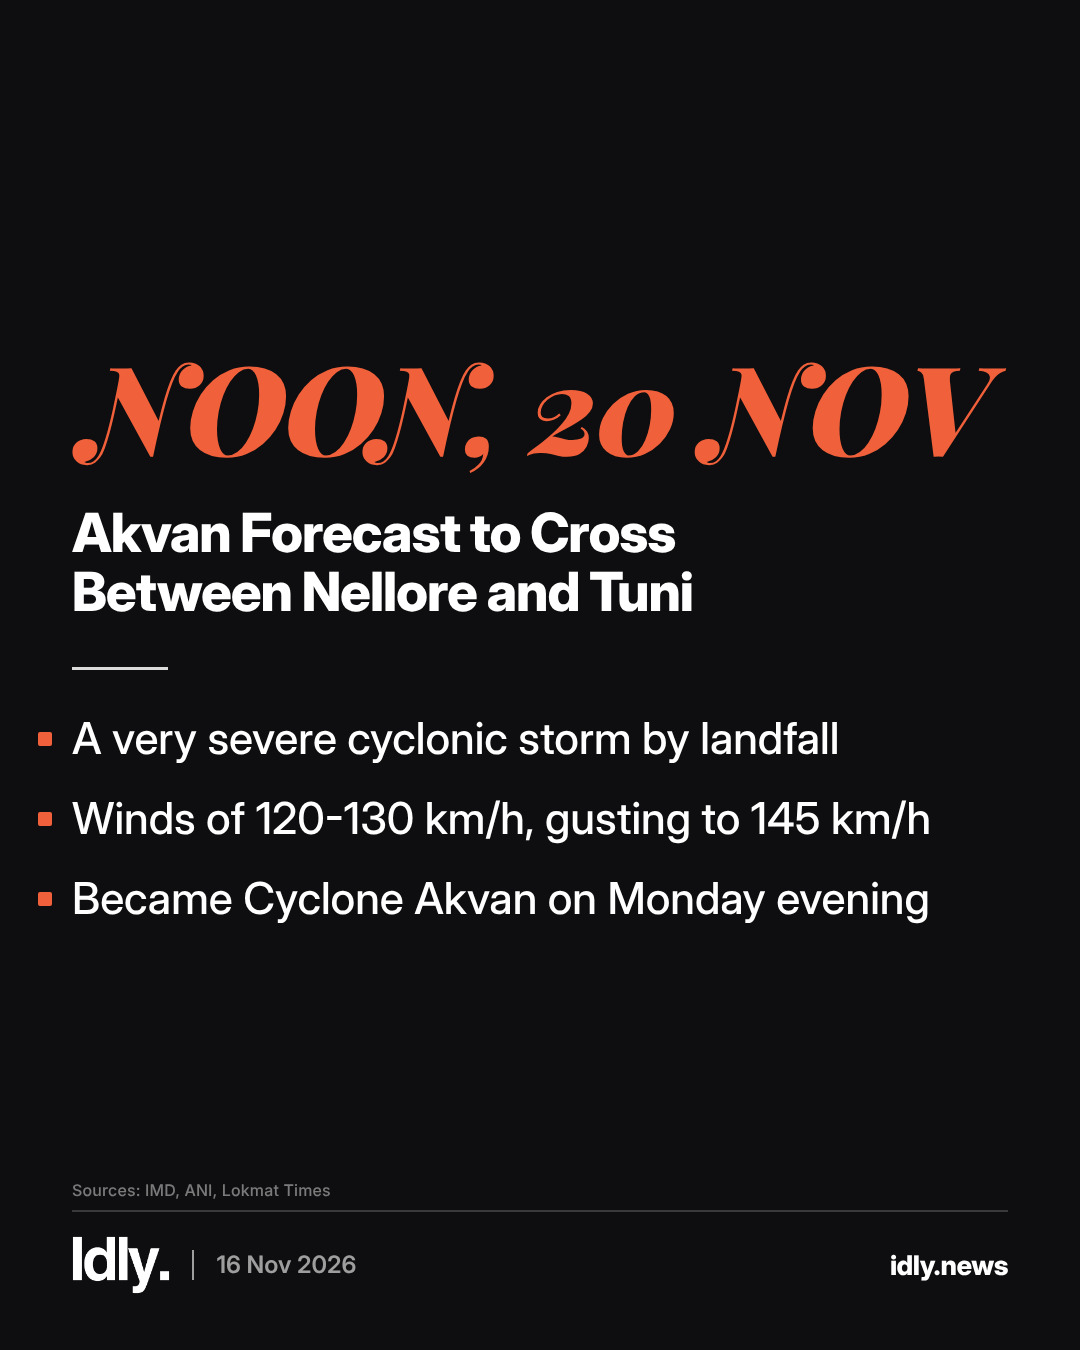 NOON, 20 NOV
Akvan Forecast to Cross
Between Nellore and Tuni
A very severe cyclonic storm by landfall
Winds of 120-130 km/h, gusting to 145 km/h
Became Cyclone Akvan on Monday evening
Sources: IMD, ANI, Lokmat Times
Idly. | 16 Nov 2026
idly.news